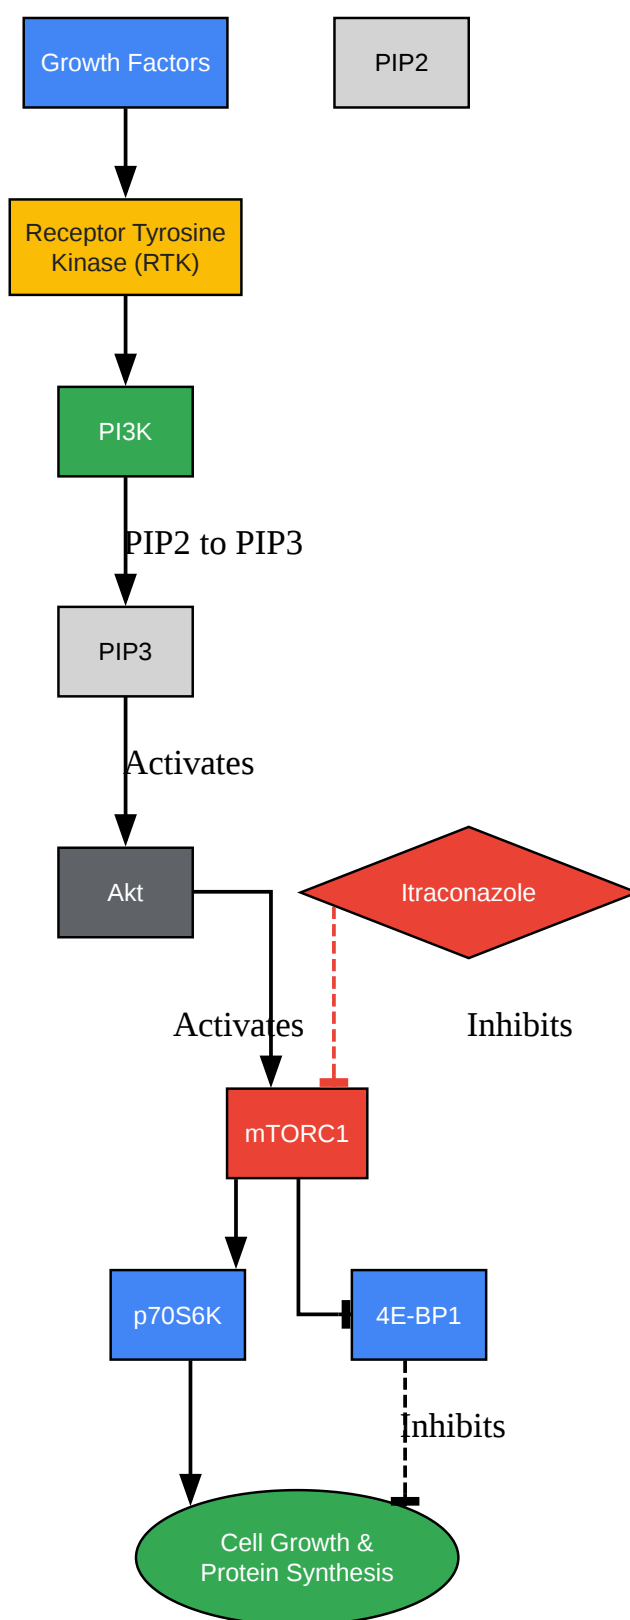 Growth Factors
PIP2
Receptor Tyrosine
Kinase (RTK)
PI3K
PIP2 to PIP3
PIP3
Activates
Akt
Itraconazole
Activates
Inhibits
mTORC1
p70S6K
4E-BP1
Inhibits
Cell Growth &
Protein Synthesis